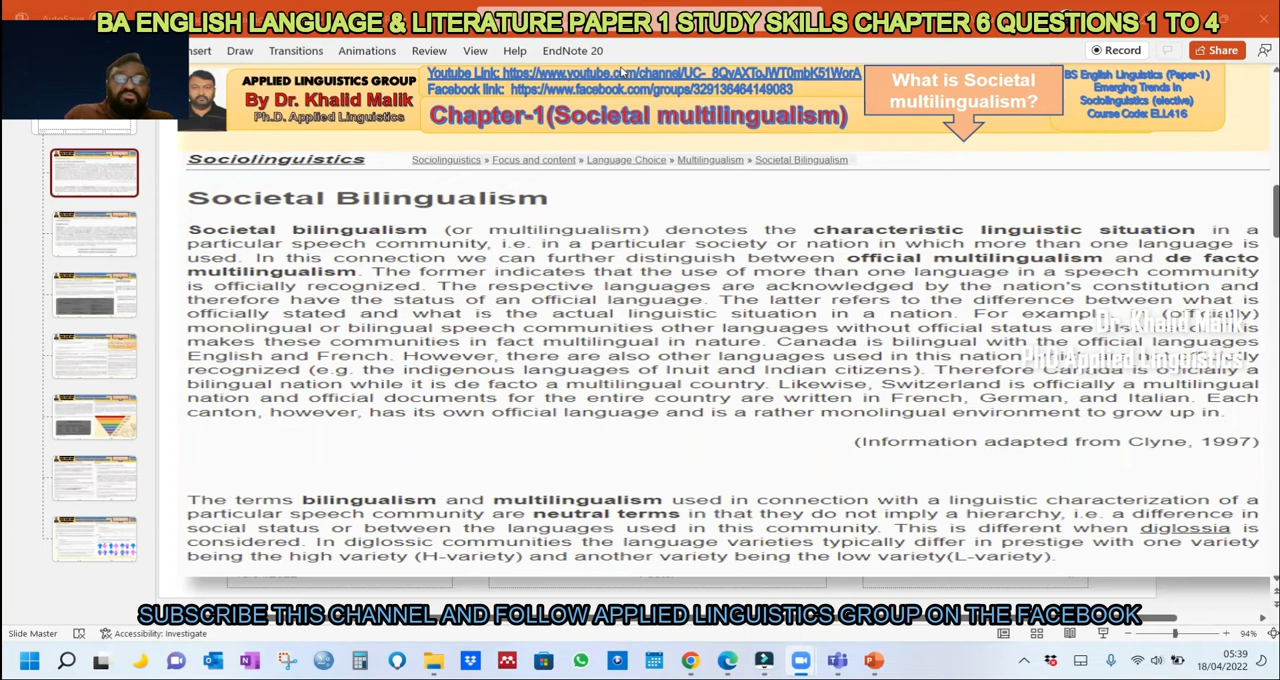 BA ENGLISH LANGUAGE & LITERATURE PAPER 1 STUDY SKILLS CHAPTER 6 QUESTIONS 1 TO 4
Draw Transitions Animations Review View Help EndNote 20 Record Share
APPLIED LINGUISTICS GROUP
By Dr. Khalid Malik
Ph.D. Applied Linguistics
Facebook link: https://www.facebook.com/groups/329136464149083
Chapter-1(Societal multilingualism)
What is Societal
multilingualism?
BS English Linguistics (Paper-1)
Emerging Trends in
Sociolinguistics (elective)
Course Code: ELL416
Sociolinguistics Sociolinguistics » Focus and content » Language Choice » Multilingualism » Societal Bilingualism
Societal Bilingualism
Societal bilingualism (or multilingualism) denotes the characteristic linguistic situation in a
particular speech community, i.e. in a particular society or nation in which more than one language is
used. In this connection we can further distinguish between official multilingualism and de facto
multilingualism. The former indicates that the use of more than one language in a speech community
is officially recognized. The respective languages are acknowledged by the nation's constitution and
therefore have the status of an official language. The latter refers to the difference between what is
officially stated and what is the actual linguistic situation in a nation. For example
monolingual or bilingual speech communities other languages without official status are
makes these communities in fact multilingual in nature. Canada is bilingual with the official languages
English and French. However, there are also other languages used in this nation
recognized (e.g. the indigenous languages of Inuit and Indian citizens). Therefore a
bilingual nation while it is de facto a multilingual country. Likewise, Switzerland is officially a multilingual
nation and official documents for the entire country are written in French, German, and Italian. Each
canton, however, has its own official language and is a rather monolingual environment to grow up in.
Dr. Khalid Malik
PhD Applied Linguistics
(Information adapted from Clyne, 1997)
The terms bilingualism and multilingualism used in connection with a linguistic characterization of a
particular speech community are neutral terms in that they do not imply a hierarchy, i.e. a difference in
social status or between the languages used in this community. This is different when diglossia is
considered. In diglossic communities the language varieties typically differ in prestige with one variety
being the high variety (H-variety) and another variety being the low variety(L-variety).
SUBSCRIBE THIS CHANNEL AND FOLLOW APPLIED LINGUISTICS GROUP ON THE FACEBOOK
Slide Master Accessibility: Investigate 94%
05:39
18/04/2022